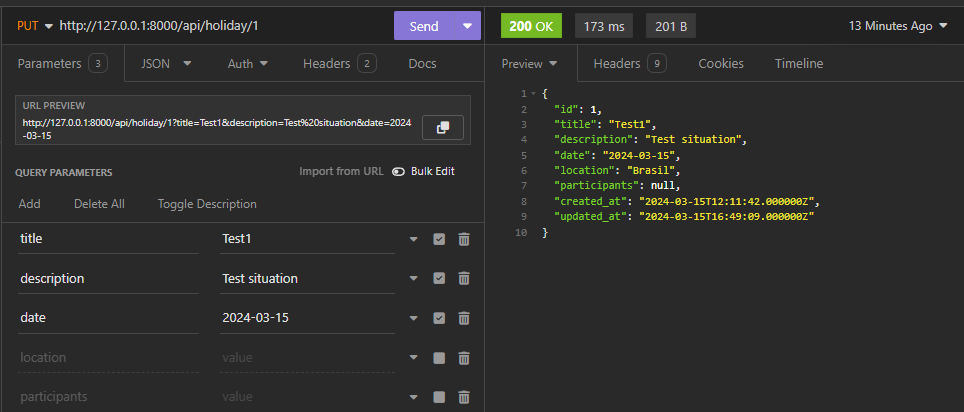 PUT http://127.0.0.1:8000/api/holiday/1 Send
Parameters 3 JSON Auth Headers 2 Docs
URL PREVIEW
http://127.0.0.1:8000/api/holiday/1?title=Test1&description=Test%20situation&date=2024
-03-15
QUERY PARAMETERS Import from URL Bulk Edit
Add Delete All Toggle Description
title Test1
description Test situation
date 2024-03-15
location value
participants value
200 OK 173 ms 201 B 13 Minutes Ago
Preview Headers 9 Cookies Timeline
1 {
2 "id": 1,
3 "title": "Test1",
4 "description": "Test situation",
5 "date": "2024-03-15",
6 "location": "Brasil",
7 "participants": null,
8 "created_at": "2024-03-15T12:11:42.000000Z",
9 "updated_at": "2024-03-15T16:49:09.000000Z"
10 }